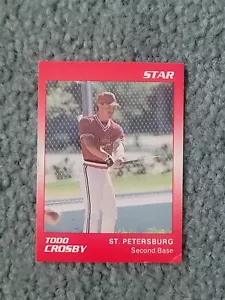 STAR
TODD
CROSBY
ST. PETERSBURG
Second Base